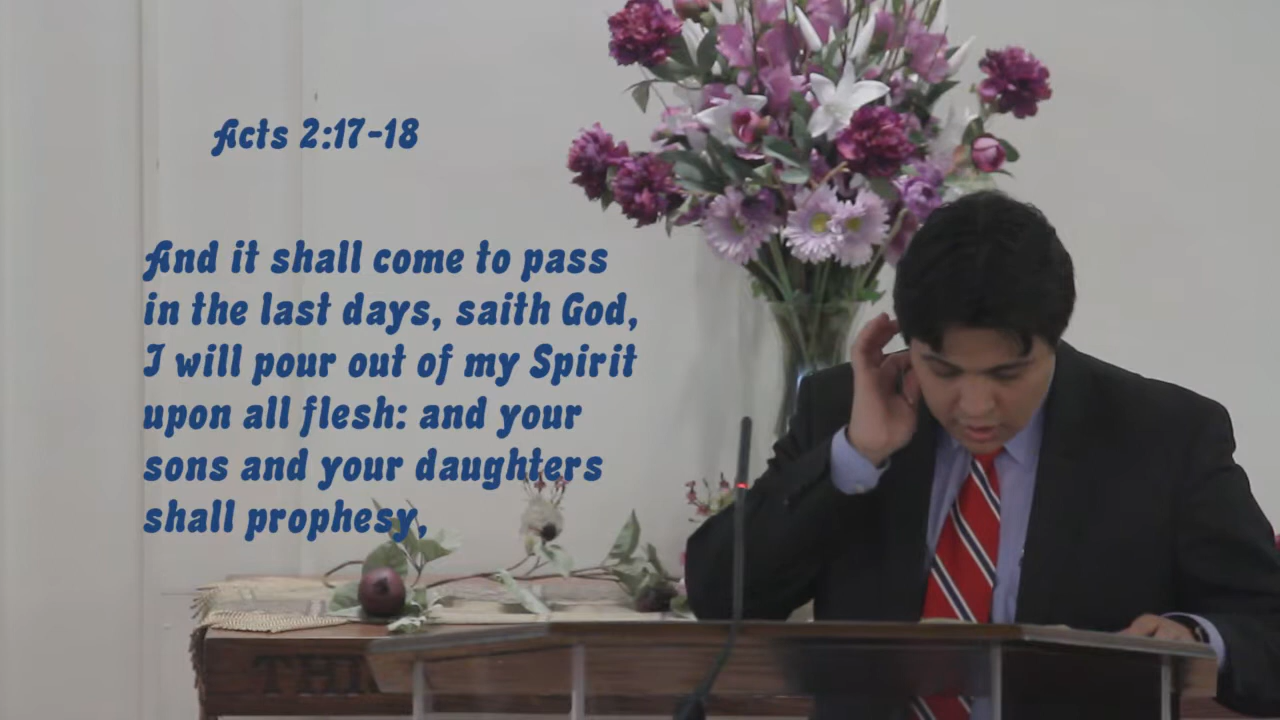 Acts 2:17-18
And it shall come to pass
in the last days, saith God,
I will pour out of my Spirit
upon all flesh: and your
sons and your daughters
shall prophesy,
THI